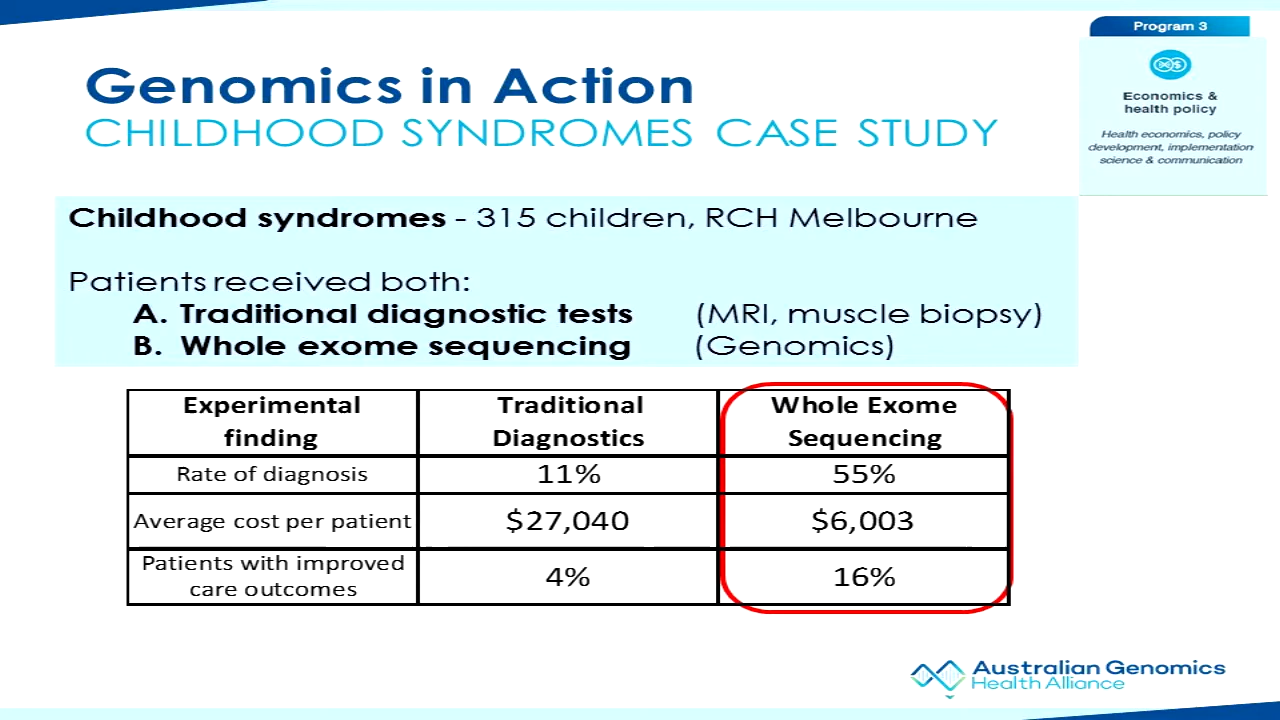 Program 3
Economics &
health policy
Health economics, policy
development, implementation
science & communication
Genomics in Action
CHILDHOOD SYNDROMES CASE STUDY
Childhood syndromes - 315 children, RCH Melbourne
Patients received both:
A. Traditional diagnostic tests (MRI, muscle biopsy)
B. Whole exome sequencing (Genomics)
Experimental
finding
Traditional
Diagnostics
Whole Exome
Sequencing
Rate of diagnosis 11% 55%
Average cost per patient $27,040 $6,003
Patients with improved
care outcomes
4% 16%
Australian Genomics
Health Alliance